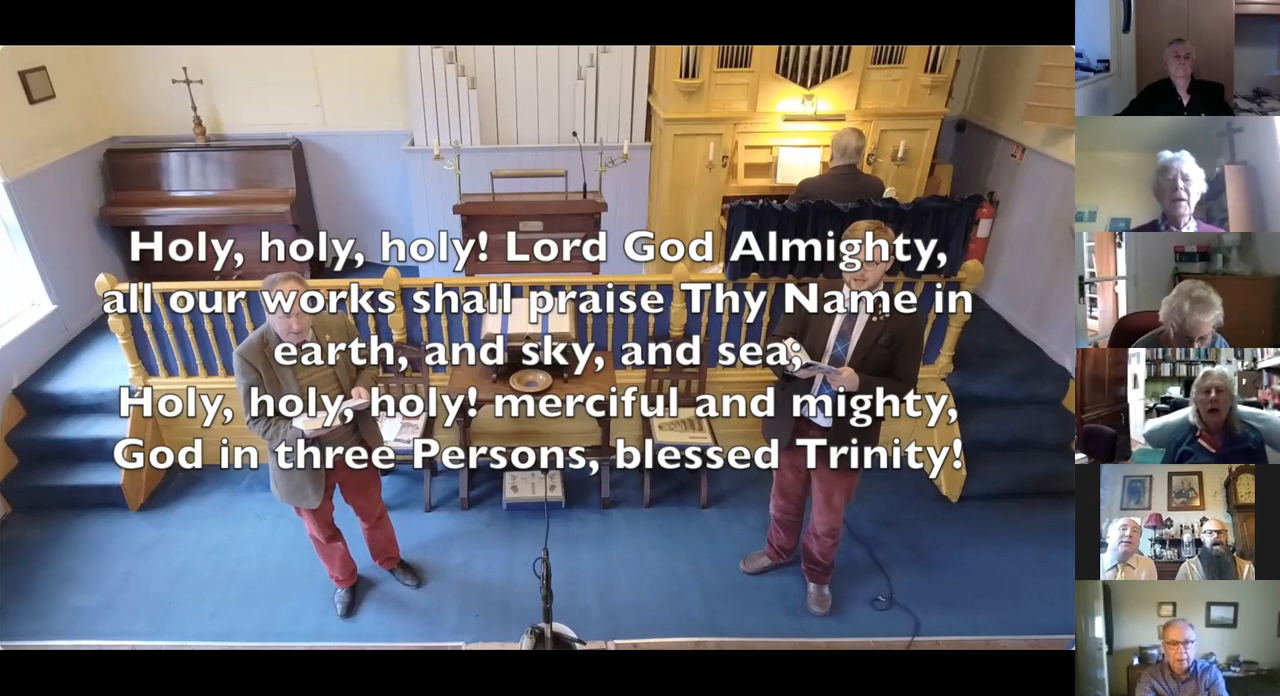 Holy, holy, holy! Lord God Almighty,
all our works shall praise Thy Name in
earth, and sky, and sea;
Holy, holy, holy! merciful and mighty,
God in three Persons, blessed Trinity!